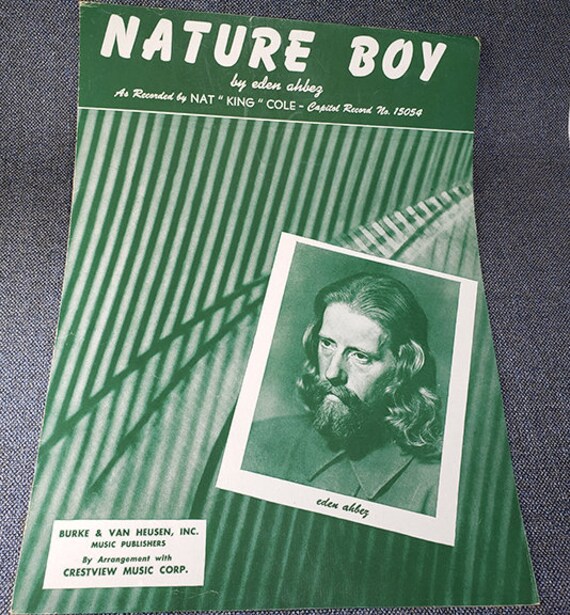 NATURE BOY
by eden ahbez
As Recorded by NAT "KING" COLE - Capitol Record No. 15054
eden ahbez
BURKE & VAN HEUSEN, INC.
MUSIC PUBLISHERS
By Arrangement with
CRESTVIEW MUSIC CORP.